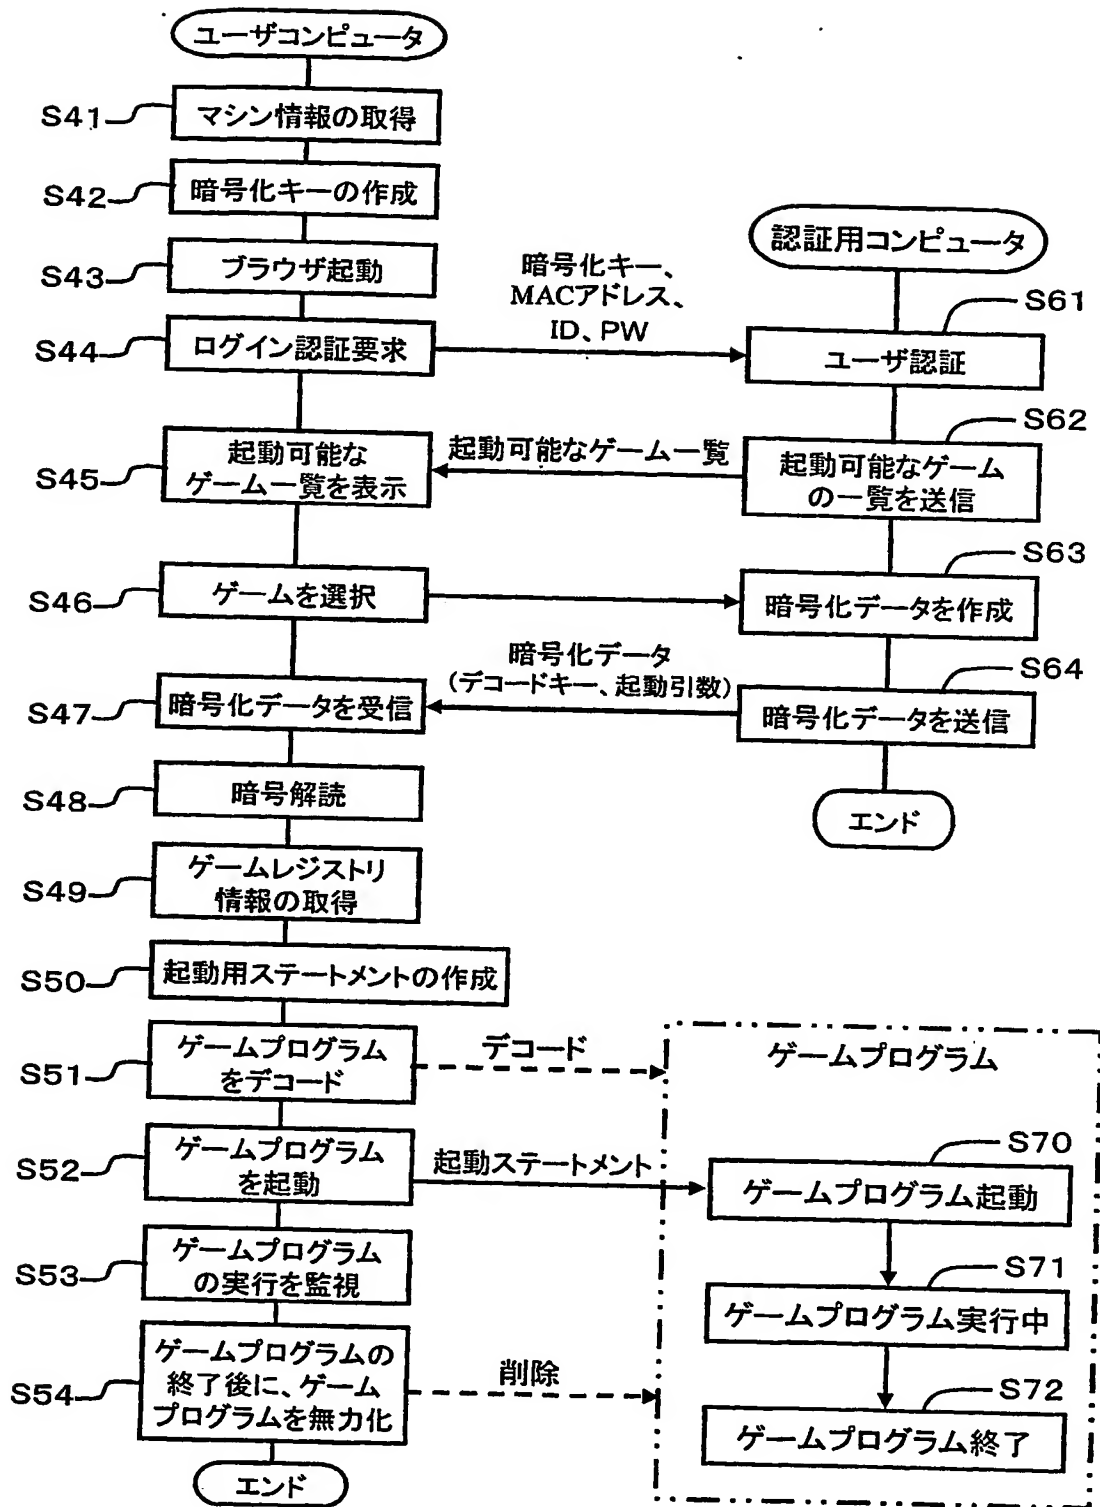 ユーザコンピュータ
S41
マシン情報の取得
S42
暗号化キーの作成
S43
ブラウザ起動
S44
ログイン認証要求
暗号化キー、
MACアドレス、
ID、PW
認証用コンピュータ
S61
ユーザ認証
S45
起動可能な
ゲーム一覧を表示
起動可能なゲーム一覧
S62
起動可能なゲーム
の一覧を送信
S46
ゲームを選択
S63
暗号化データを作成
S47
暗号化データを受信
暗号化データ
(デコードキー、起動引数)
S64
暗号化データを送信
エンド
S48
暗号解読
S49
ゲームレジストリ
情報の取得
S50
起動用ステートメントの作成
S51
ゲームプログラム
をデコード
デコード
ゲームプログラム
S52
ゲームプログラム
を起動
起動ステートメント
S70
ゲームプログラム起動
S53
ゲームプログラム
の実行を監視
S71
ゲームプログラム実行中
S54
ゲームプログラムの
終了後に、ゲーム
プログラムを無力化
削除
S72
ゲームプログラム終了
エンド